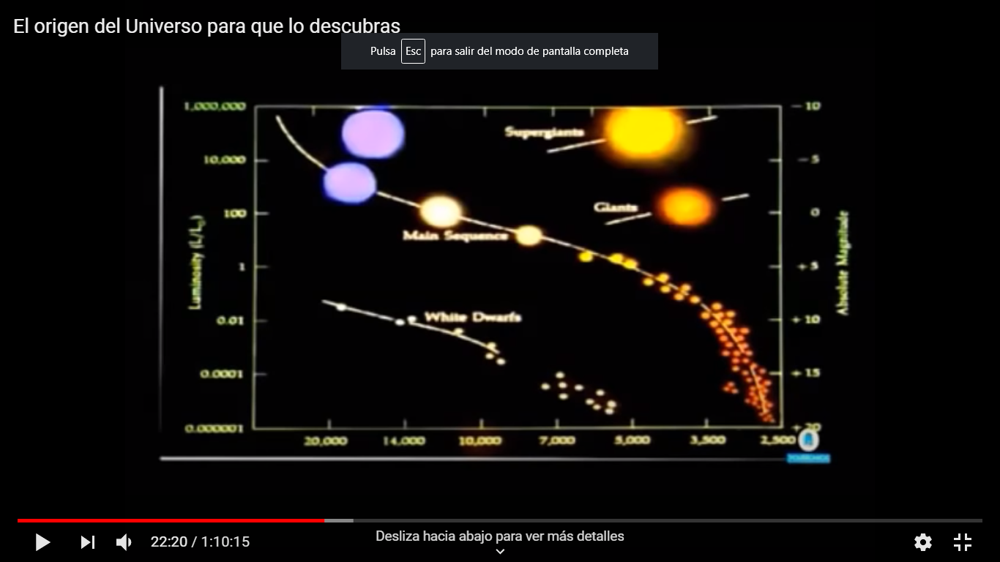 El origen del Universo para que lo descubras
Pulsa Esc para salir del modo de pantalla completa
1,000,000
10,000
100
1
0.01
0.0001
0.000001
Luminosity (L/L☉)
Supergiants
Giants
Main Sequence
White Dwarfs
-10
-5
0
+5
+10
+15
+20
Absolute Magnitude
20,000 14,000 10,000 7,000 5,000 3,500 2,500
22:20 / 1:10:15
Desliza hacia abajo para ver más detalles